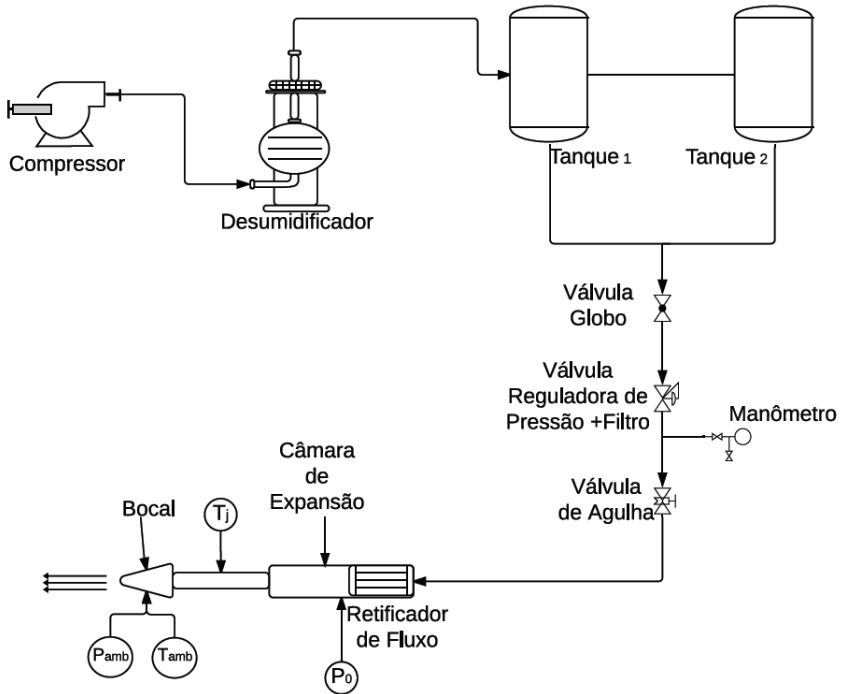 Compressor
Desumidificador
Tanque 1
Tanque 2
Válvula
Globo
Válvula
Reguladora de
Pressão +Filtro
Manômetro
Câmara
de
Expansão
Válvula
de Agulha
Bocal
Tj
Retificador
de Fluxo
Pamb
Tamb
P0